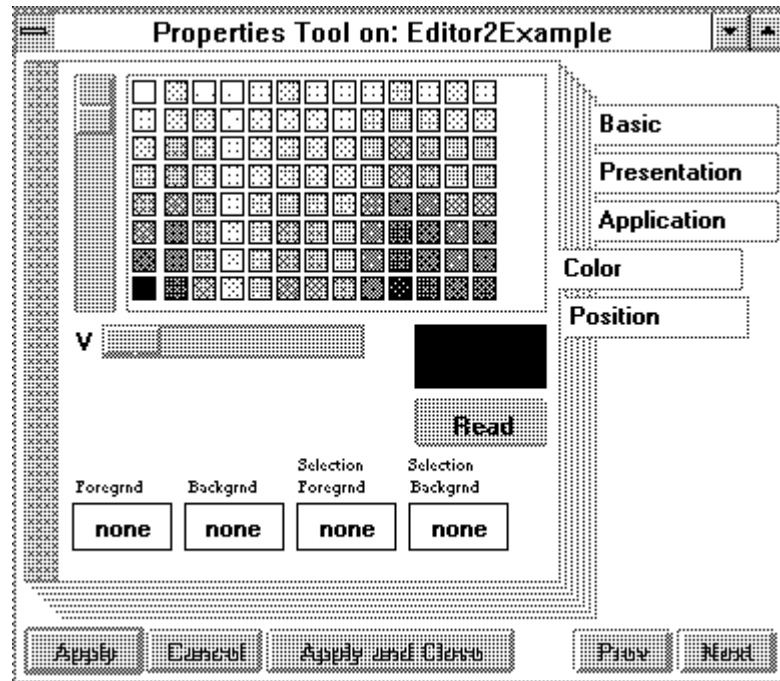 Properties Tool on: Editor2Example
Basic
Presentation
Application
Color
Position
V
Read
Foregrnd
Backgrnd
Selection Foregrnd
Selection Backgrnd
none
none
none
none
Apply
Cancel
Apply and Close
Prev
Next